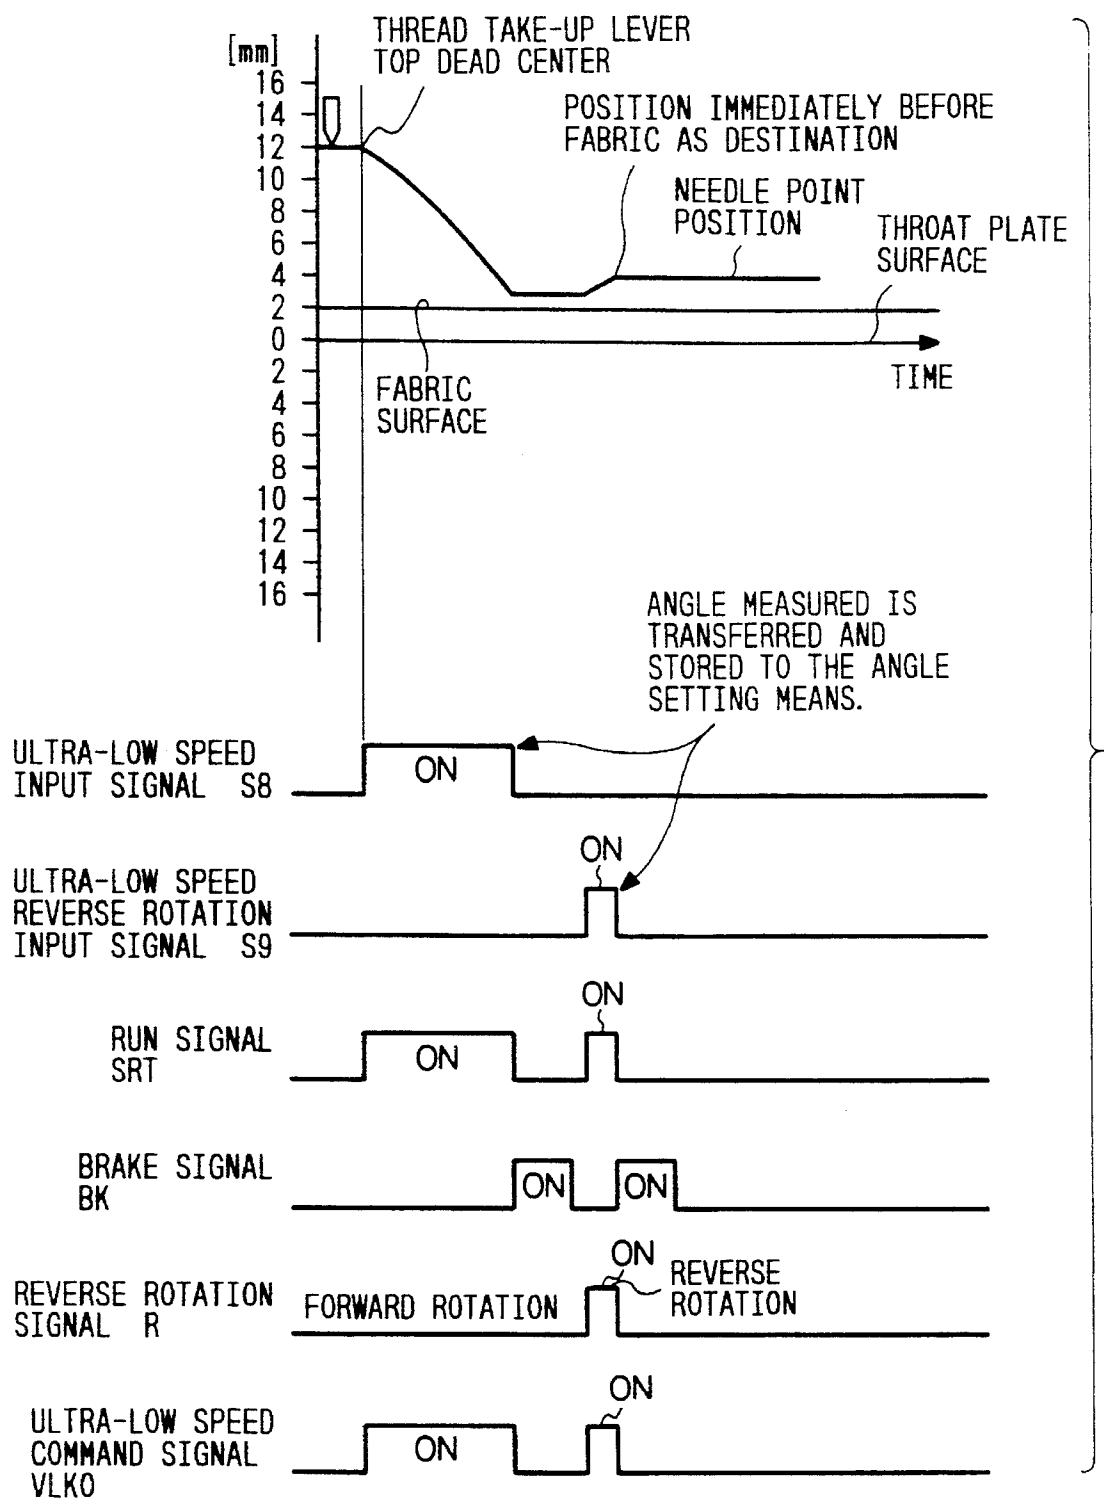 THREAD TAKE-UP LEVER
TOP DEAD CENTER
[mm]
16
14
12
10
8
6
4
2
0
2
4
6
8
10
12
14
16
POSITION IMMEDIATELY BEFORE
FABRIC AS DESTINATION
NEEDLE POINT
POSITION
THROAT PLATE
SURFACE
TIME
FABRIC
SURFACE
ANGLE MEASURED IS
TRANSFERRED AND
STORED TO THE ANGLE
SETTING MEANS.
ULTRA-LOW SPEED
INPUT SIGNAL S8
ON
ULTRA-LOW SPEED
REVERSE ROTATION
INPUT SIGNAL S9
ON
RUN SIGNAL
SRT
ON
ON
BRAKE SIGNAL
BK
ON
ON
REVERSE ROTATION
SIGNAL R
FORWARD ROTATION
ON
REVERSE
ROTATION
ULTRA-LOW SPEED
COMMAND SIGNAL
VLK0
ON
ON